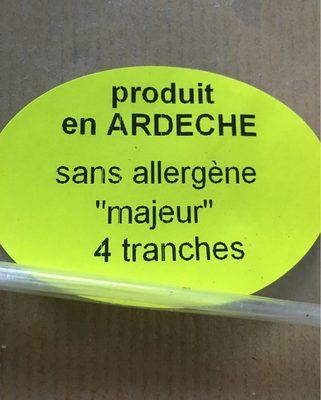 produit
en ARDECHE
sans allergène
"majeur"
4 tranches